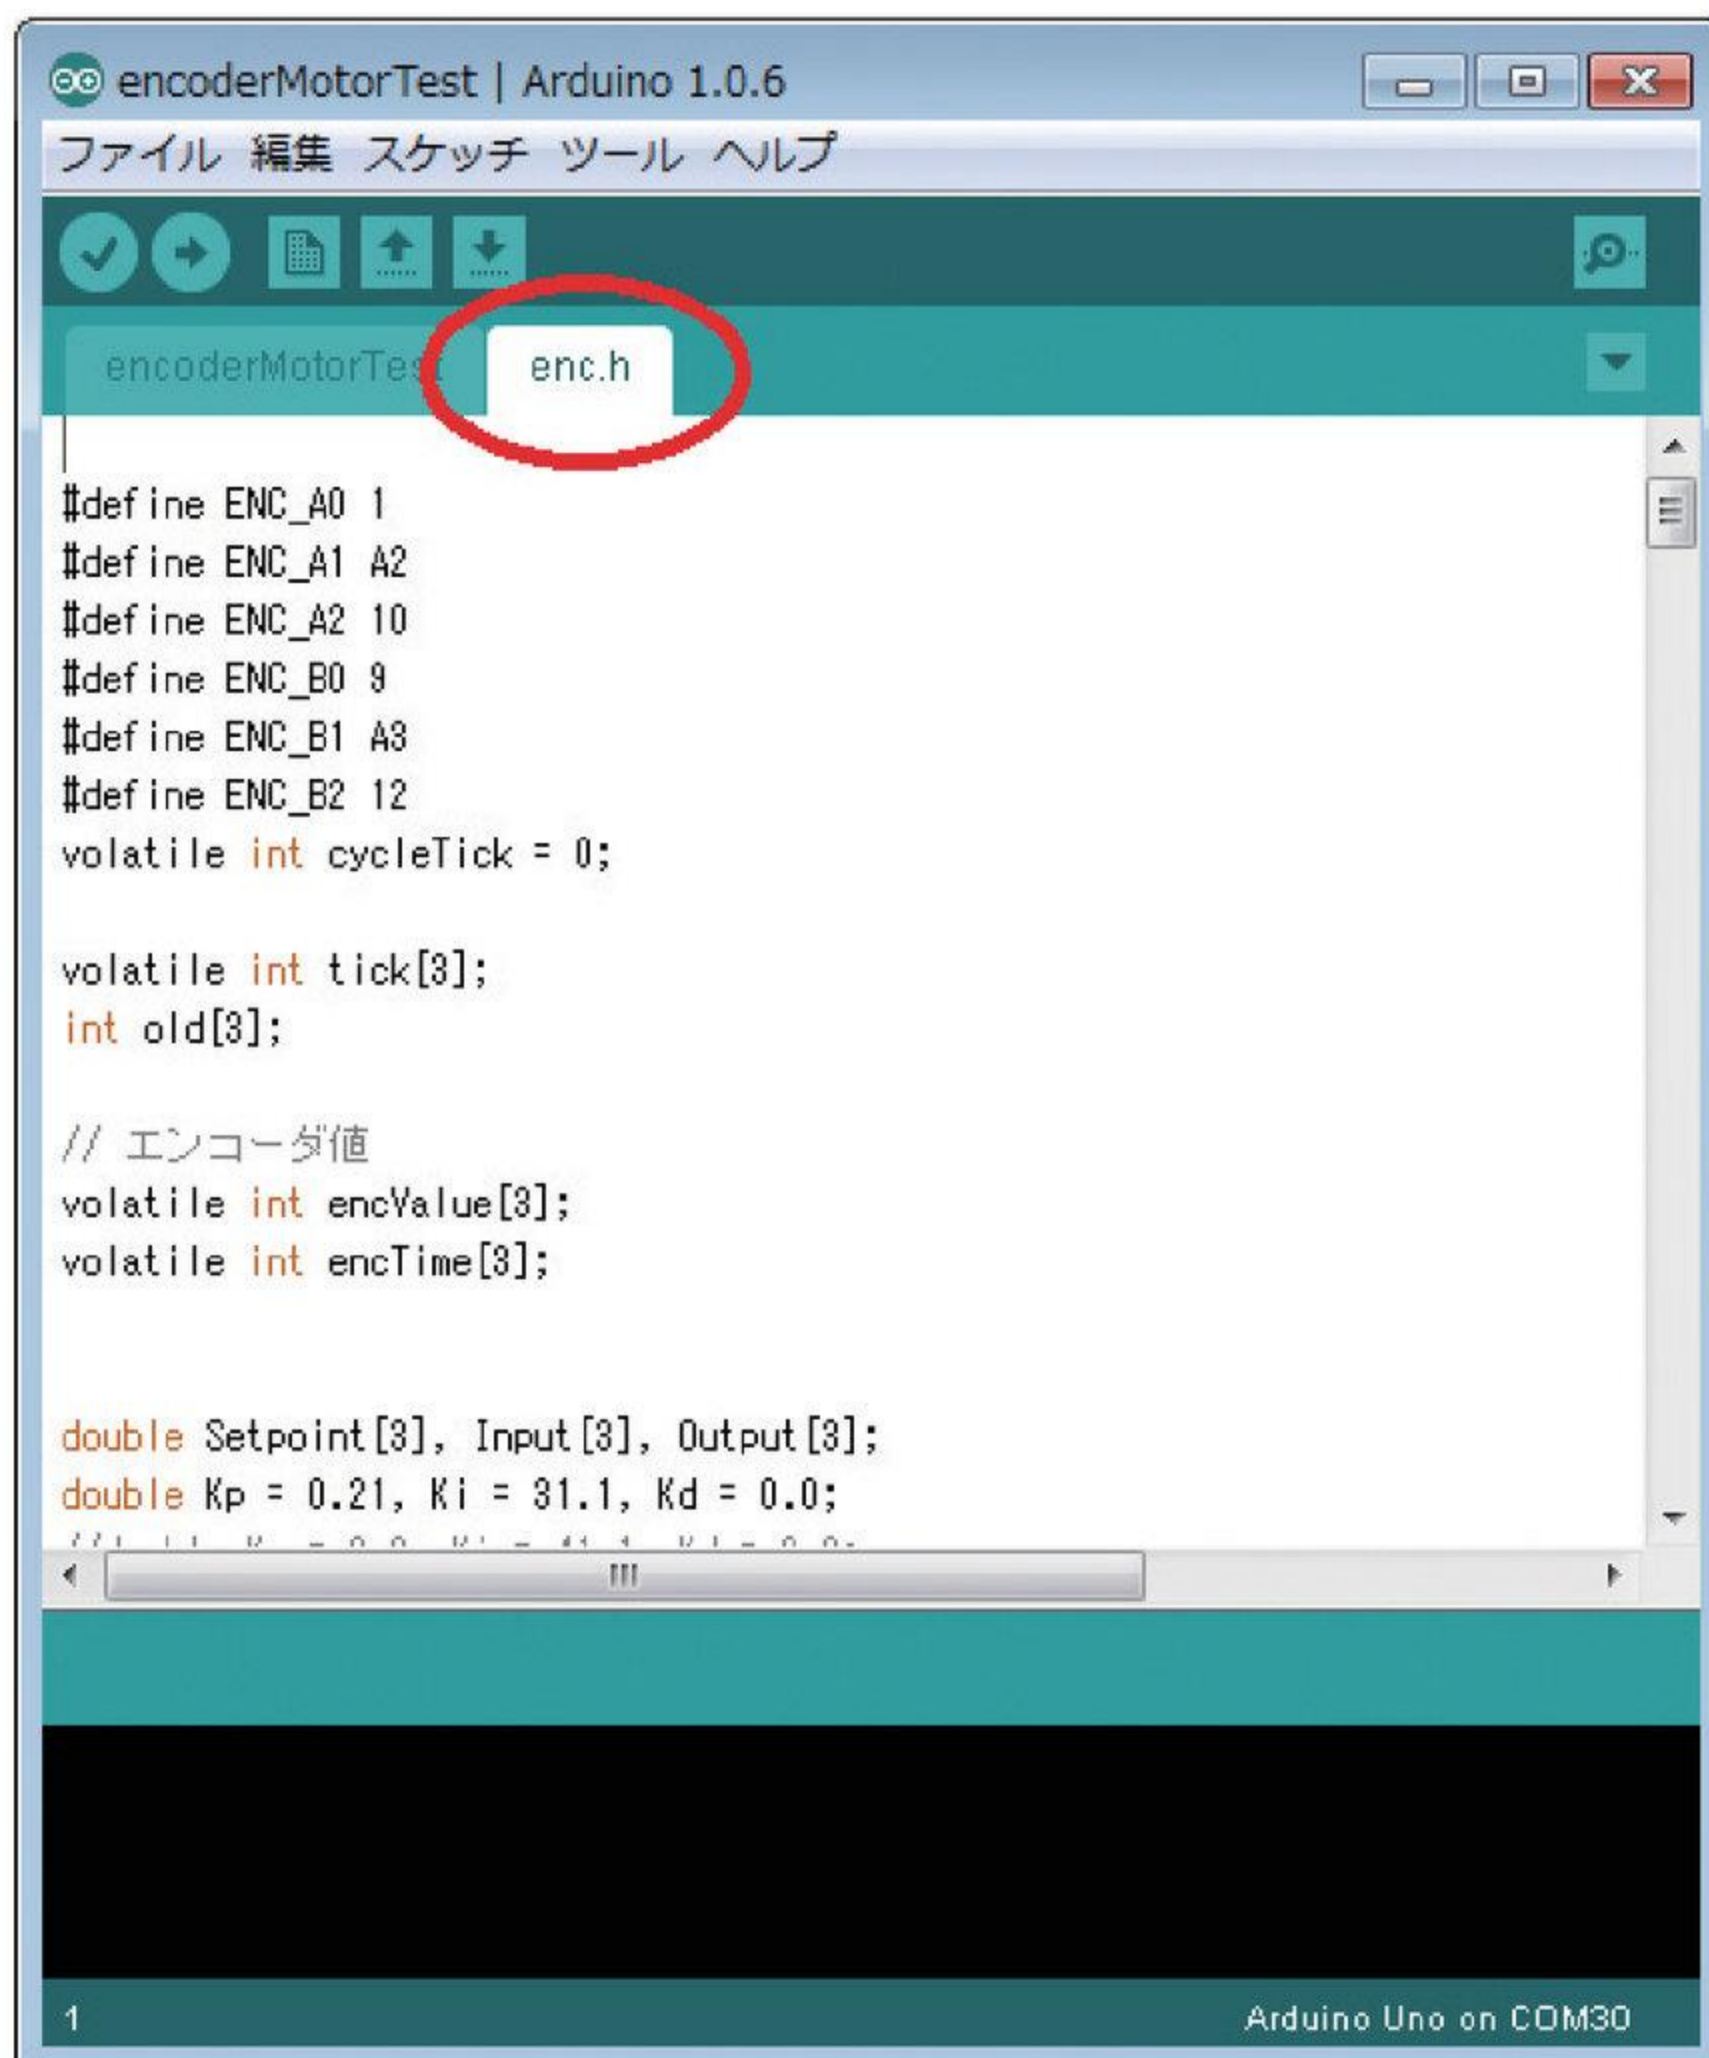 encoderMotorTest | Arduino 1.0.6
ファイル 編集 スケッチ ツール ヘルプ
encoderMotorTest enc.h
#define ENC_A0 1
#define ENC_A1 A2
#define ENC_A2 10
#define ENC_B0 9
#define ENC_B1 A3
#define ENC_B2 12
volatile int cycleTick = 0;
volatile int tick[3];
int old[3];
// エンコーダ値
volatile int encValue[3];
volatile int encTime[3];
double Setpoint[3], Input[3], Output[3];
double Kp = 0.21, Ki = 31.1, Kd = 0.0;
1 Arduino Uno on COM30